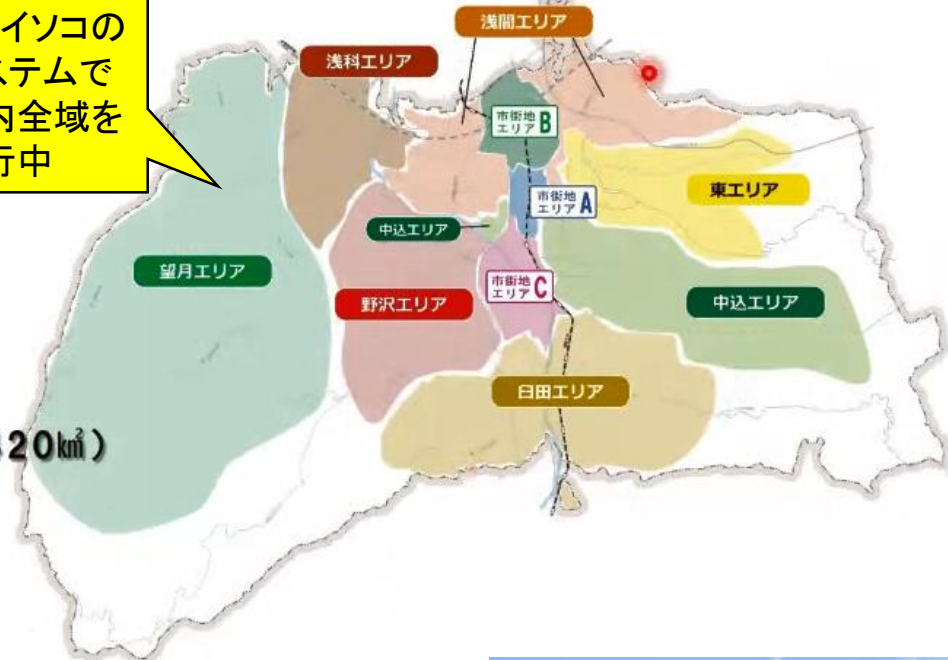 イソコの
ステムで
内全域を
行中
浅間エリア
浅科エリア
市街地
エリア B
市街地
エリア A
東エリア
中込エリア
望月エリア
野沢エリア
市街地
エリア C
中込エリア
臼田エリア
20㎢)